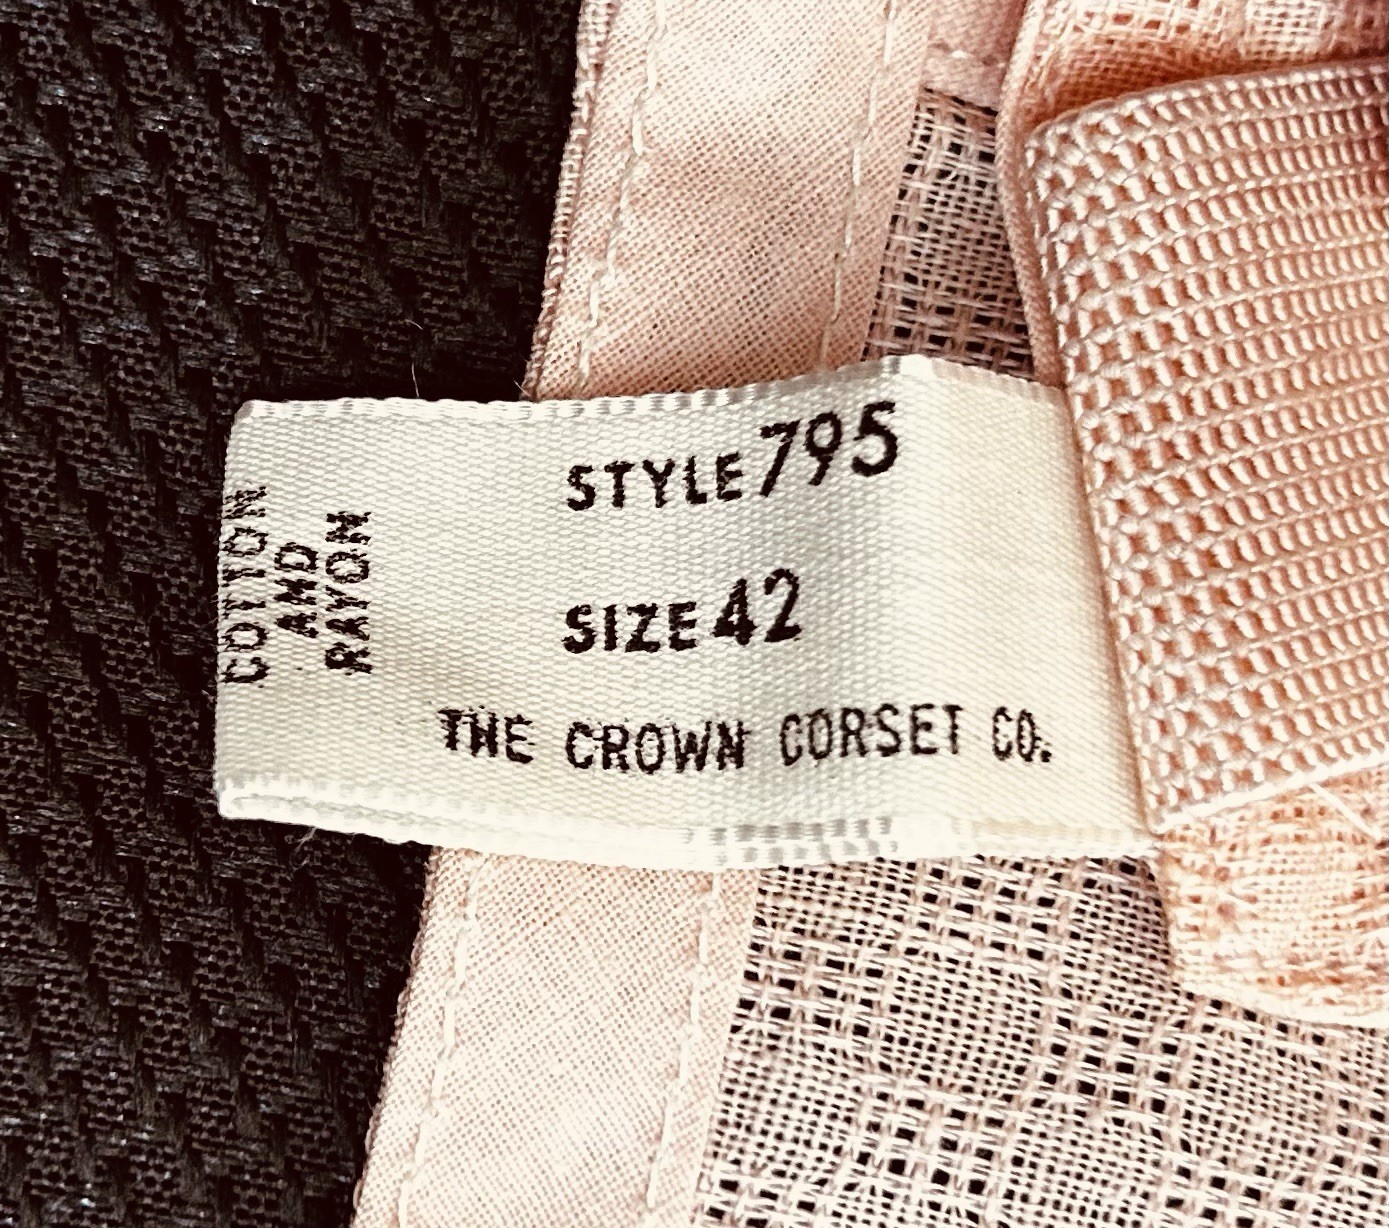 STYLE 795
SIZE 42
THE CROWN CORSET CO.
COTTON
AND
RAYON